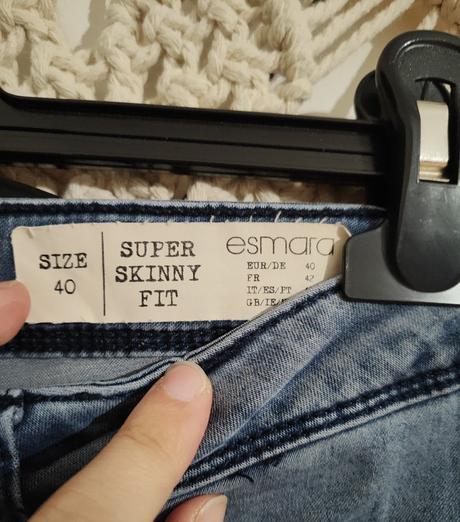 SIZE
40
SUPER
SKINNY
FIT
esmara
EUR/DE 40
FR 42
IT/ES/PT
GB/IE/